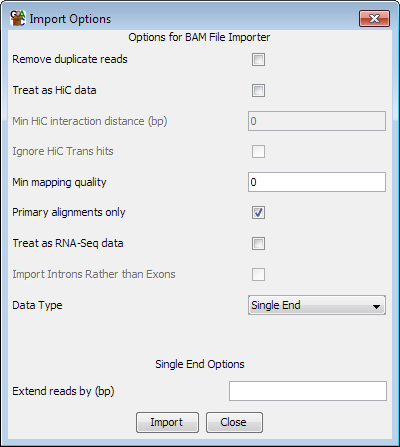 Import Options
Options for BAM File Importer
Remove duplicate reads
Treat as HiC data
Min HiC interaction distance (bp) 0
Ignore HiC Trans hits
Min mapping quality 0
Primary alignments only
Treat as RNA-Seq data
Import Introns Rather than Exons
Data Type Single End
Single End Options
Extend reads by (bp)
Import Close